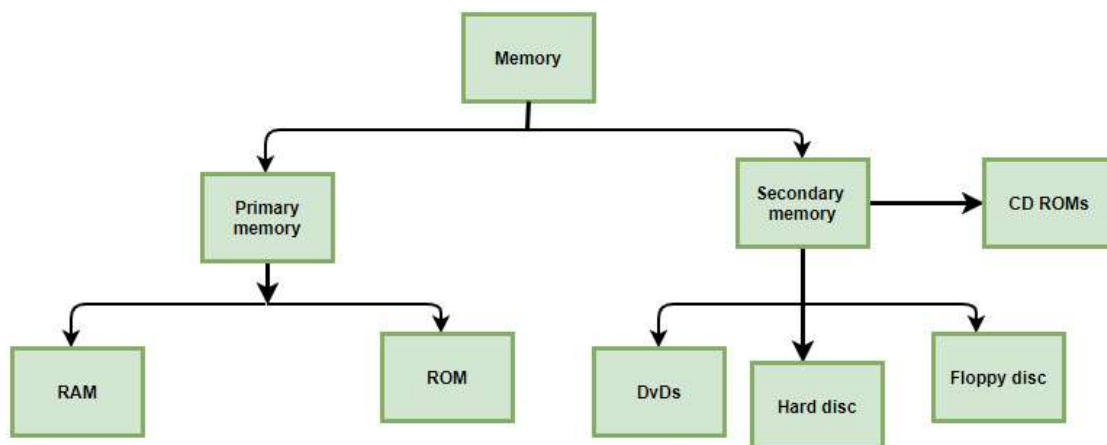 Memory
Primary
memory
Secondary
memory
CD ROMs
RAM
ROM
DvDs
Hard disc
Floppy disc